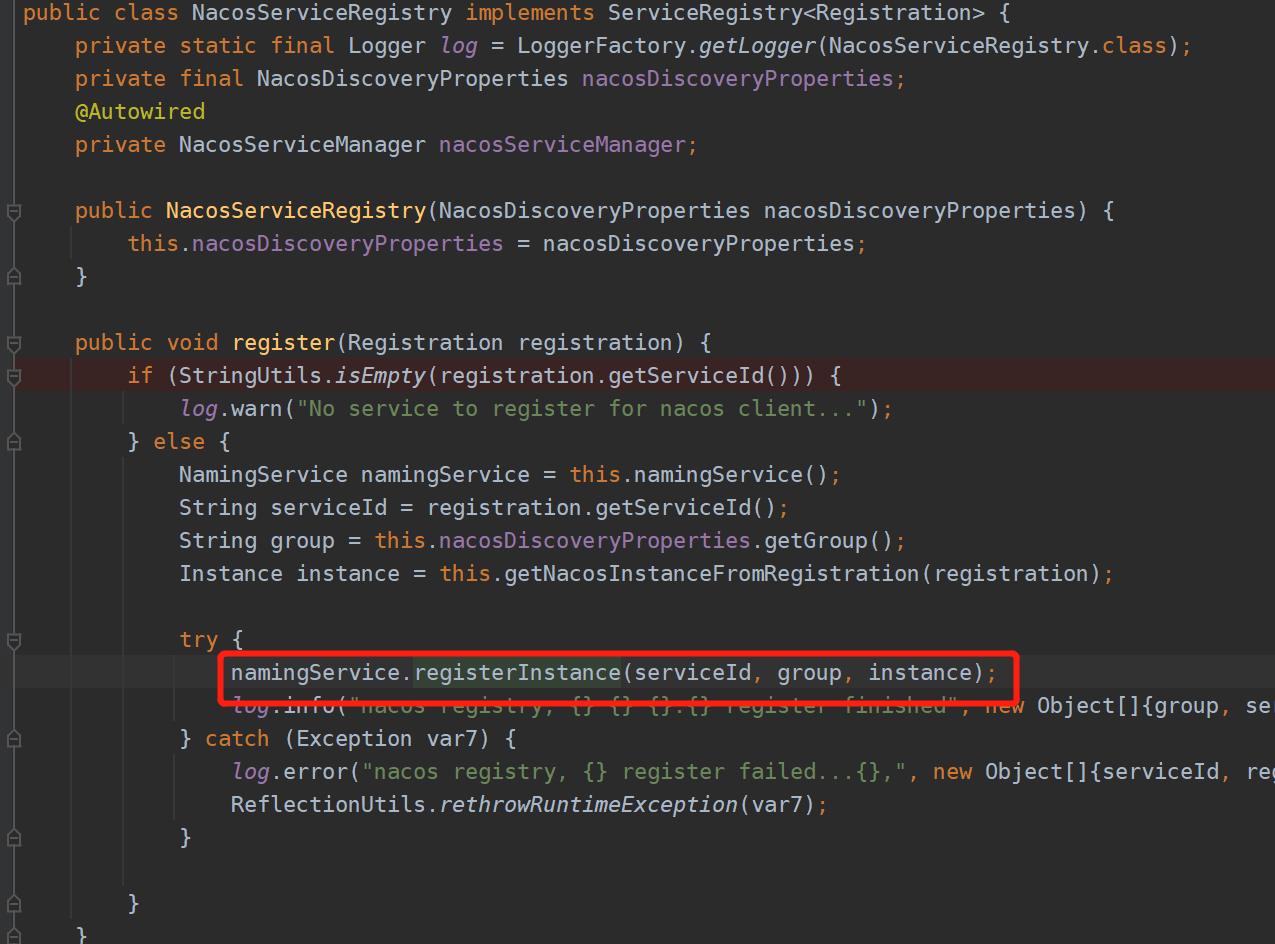 public class NacosServiceRegistry implements ServiceRegistry<Registration> {
private static final Logger log = LoggerFactory.getLogger(NacosServiceRegistry.class);
private final NacosDiscoveryProperties nacosDiscoveryProperties;
@Autowired
private NacosServiceManager nacosServiceManager;
public NacosServiceRegistry(NacosDiscoveryProperties nacosDiscoveryProperties) {
this.nacosDiscoveryProperties = nacosDiscoveryProperties;
}
public void register(Registration registration) {
if (StringUtils.isEmpty(registration.getServiceId())) {
log.warn("No service to register for nacos client...");
} else {
NamingService namingService = this.namingService();
String serviceId = registration.getServiceId();
String group = this.nacosDiscoveryProperties.getGroup();
Instance instance = this.getNacosInstanceFromRegistration(registration);
try {
namingService.registerInstance(serviceId, group, instance);
log.info("nacos registry, {} {} {}:{} register finished", new Object[]{group, se
} catch (Exception var7) {
log.error("nacos registry, {} register failed...{},", new Object[]{serviceId, reg
ReflectionUtils.rethrowRuntimeException(var7);
}
}
}